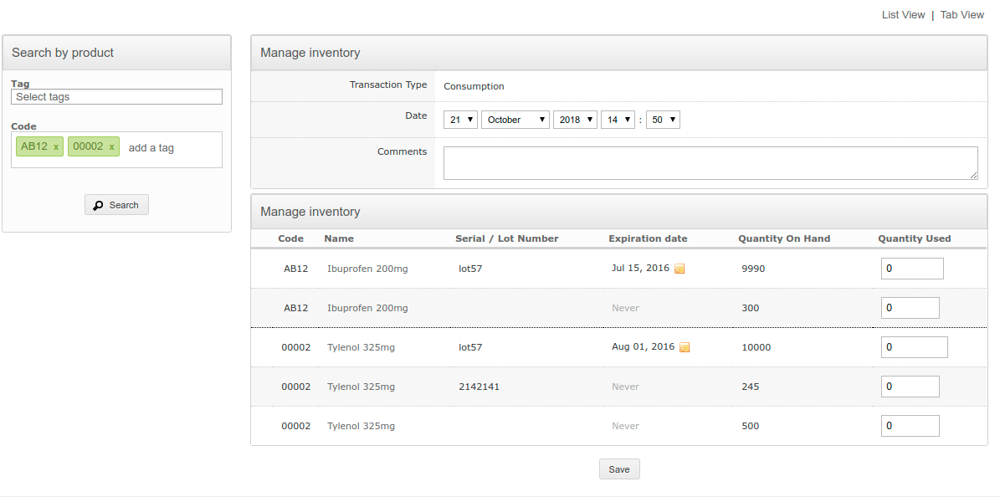 List View | Tab View
Search by product
Tag
Select tags
Code
AB12 x 00002 x add a tag
Search
Manage inventory
Transaction Type Consumption
Date 21 October 2018 14 : 50
Comments
Manage inventory
Code Name Serial / Lot Number Expiration date Quantity On Hand Quantity Used
AB12 Ibuprofen 200mg lot57 Jul 15, 2016 9990 0
AB12 Ibuprofen 200mg Never 300 0
00002 Tylenol 325mg lot57 Aug 01, 2016 10000 0
00002 Tylenol 325mg 2142141 Never 245 0
00002 Tylenol 325mg Never 500 0
Save